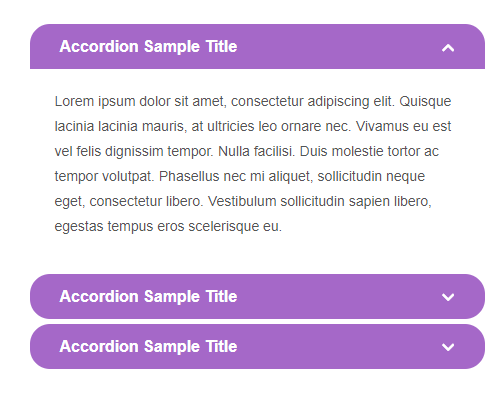 Accordion Sample Title
Lorem ipsum dolor sit amet, consectetur adipiscing elit. Quisque
lacinia lacinia mauris, at ultricies leo ornare nec. Vivamus eu est
vel felis dignissim tempor. Nulla facilisi. Duis molestie tortor ac
tempor volutpat. Phasellus nec mi aliquet, sollicitudin neque
eget, consectetur libero. Vestibulum sollicitudin sapien libero,
egestas tempus eros scelerisque eu.
Accordion Sample Title
Accordion Sample Title